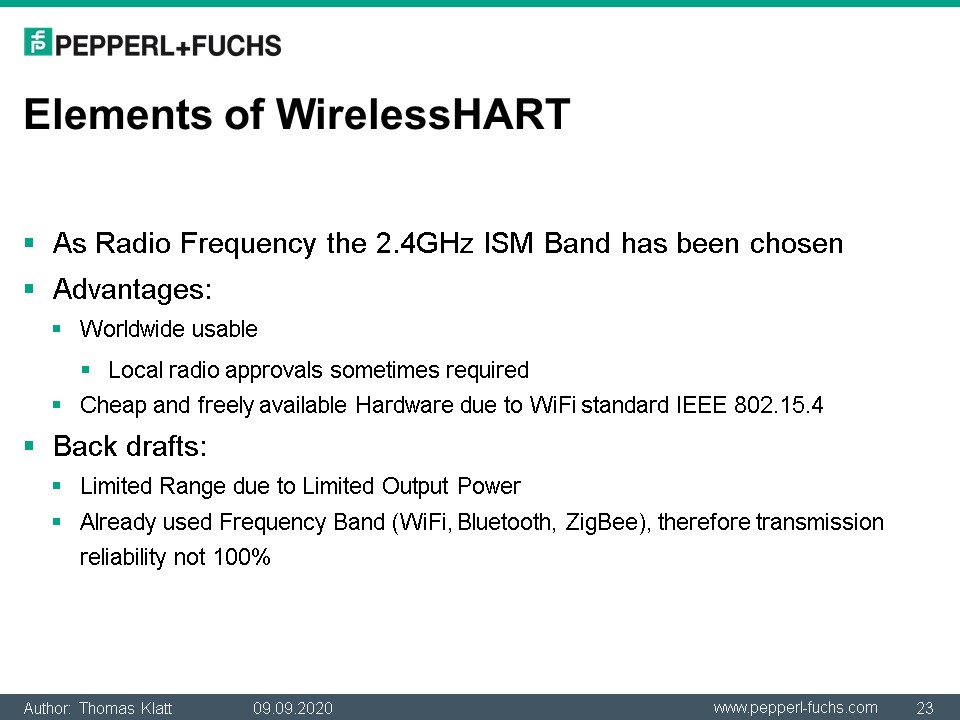 PEPPERL+FUCHS
Elements of WirelessHART
As Radio Frequency the 2.4GHz ISM Band has been chosen
Advantages:
Worldwide usable
Local radio approvals sometimes required
Cheap and freely available Hardware due to WiFi standard IEEE 802.15.4
Back drafts:
Limited Range due to Limited Output Power
Already used Frequency Band (WiFi, Bluetooth, ZigBee), therefore transmission
reliability not 100%
Author: Thomas Klatt 09.09.2020 www.pepperl-fuchs.com 23